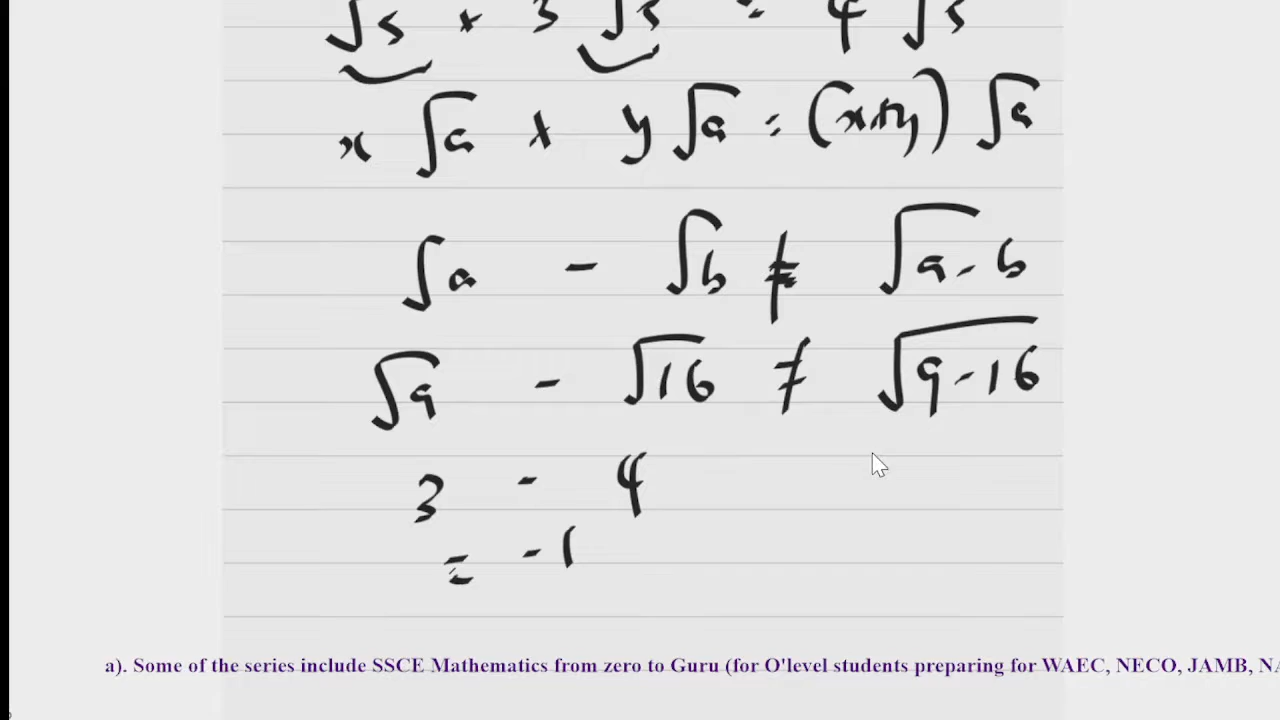 √5 + 3√5 = 4√5
x√a + y√a = (x+y)√a
√a - √b ≠ √a-b
√9 - √16 ≠ √9-16
3 - 4
= -1
a). Some of the series include SSCE Mathematics from zero to Guru (for O'level students preparing for WAEC, NECO, JAMB, NA